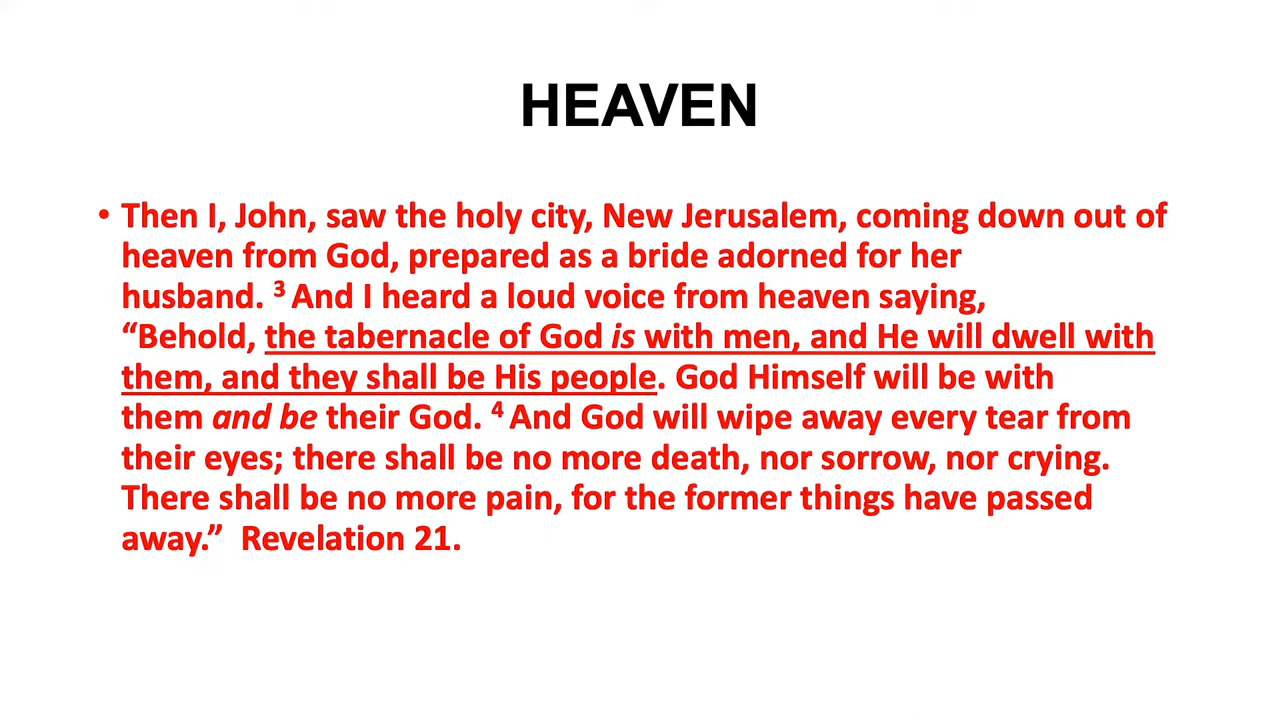 HEAVEN
• Then I, John, saw the holy city, New Jerusalem, coming down out of
heaven from God, prepared as a bride adorned for her
husband. ³ And I heard a loud voice from heaven saying,
“Behold, the tabernacle of God is with men, and He will dwell with
them, and they shall be His people. God Himself will be with
them and be their God. ⁴ And God will wipe away every tear from
their eyes; there shall be no more death, nor sorrow, nor crying.
There shall be no more pain, for the former things have passed
away.”  Revelation 21.